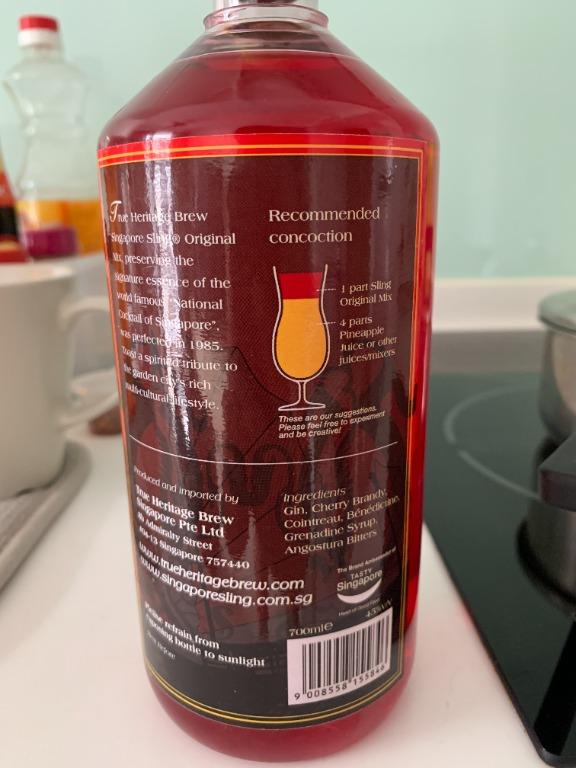 True Heritage Brew
Singapore Sling® Original
Mix, preserving the
signature essence of the
world famous "National
Cocktail of Singapore",
was perfected in 1985.
Toast a spirited tribute to
the garden city's rich
multi-cultural lifestyle.
Recommended
concoction
1 part Sling
Original Mix
4 parts
Pineapple
Juice or other
juices/mixers
These are our suggestions.
Please feel free to experiment
and be creative!
Produced and imported by
True Heritage Brew
Singapore Pte Ltd
Admiralty Street
singapore 757440
www.trueheritagebrew.com
www.singaporesling.com.sg
Please refrain from
exposing bottle to sunlight
Ingredients
Gin, Cherry Brandy,
Cointreau, Bénédictine,
Grenadine Syrup,
Angostura Bitters
The Brand Ambassador of
TASTY
Singapore
700ml℮
9 008558 155846